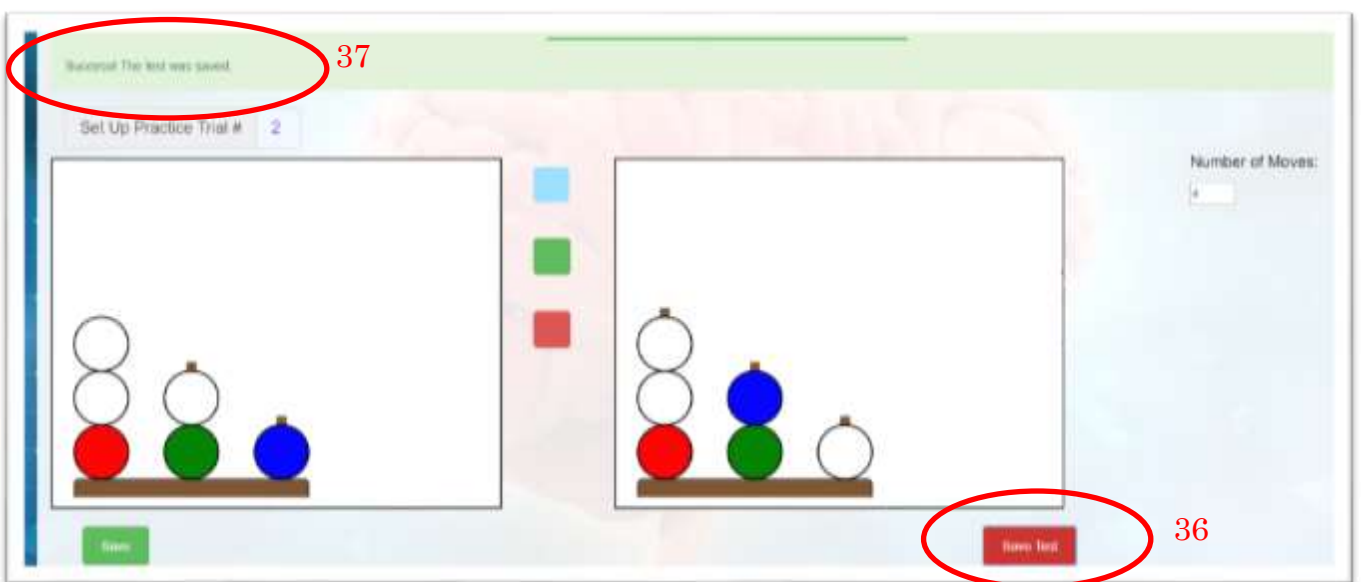 37
Success! The test was saved.
Set Up Practice Trial # 2
Number of Moves:
4
Save
Save Test
36